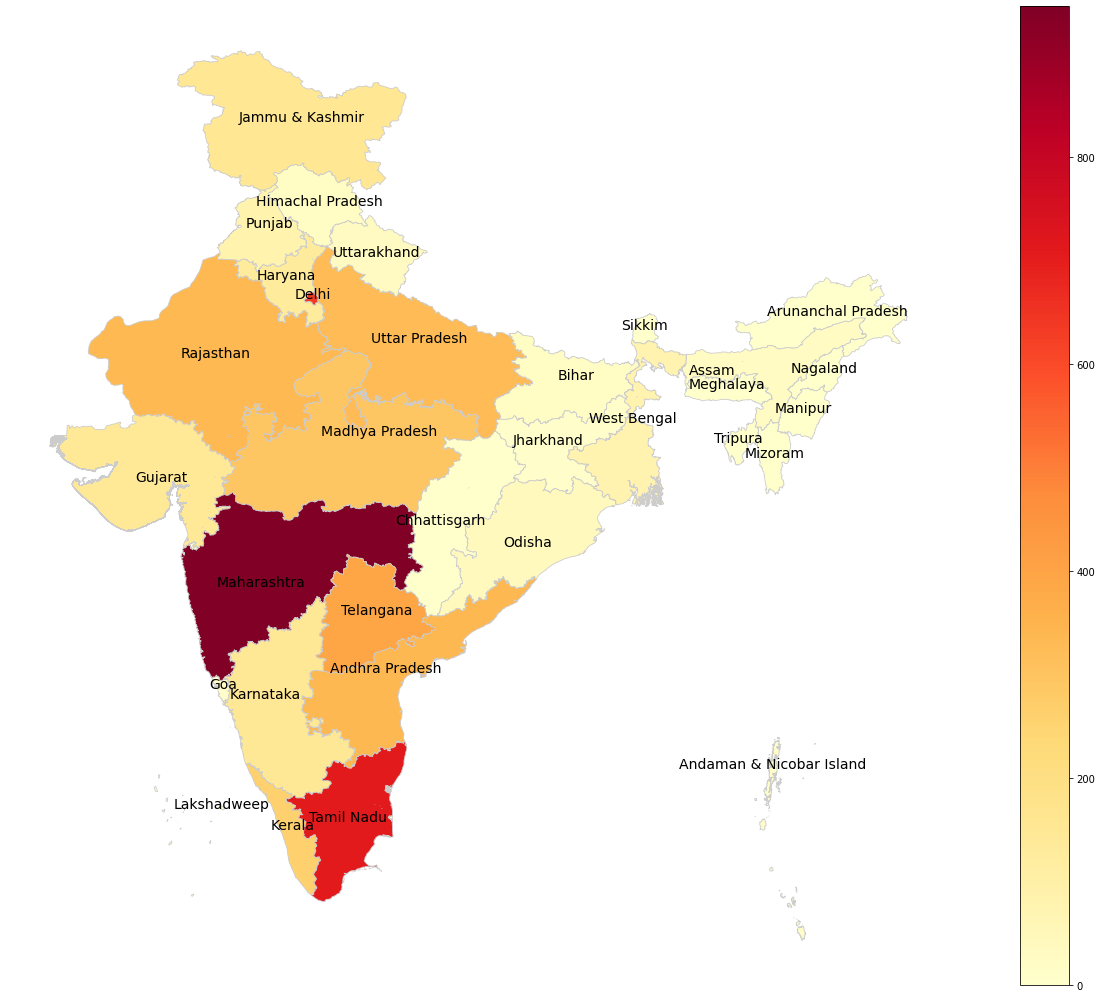 Jammu & Kashmir
Himachal Pradesh
Punjab
Uttarakhand
Haryana
Delhi
Arunanchal Pradesh
Sikkim
Uttar Pradesh
Rajasthan
Assam
Nagaland
Bihar
Meghalaya
Manipur
West Bengal
Madhya Pradesh
Jharkhand
Tripura
Mizoram
Gujarat
Chhattisgarh
Odisha
Maharashtra
Telangana
Andhra Pradesh
Goa
Karnataka
Andaman & Nicobar Island
Lakshadweep
Tamil Nadu
Kerala
800
600
400
200
0